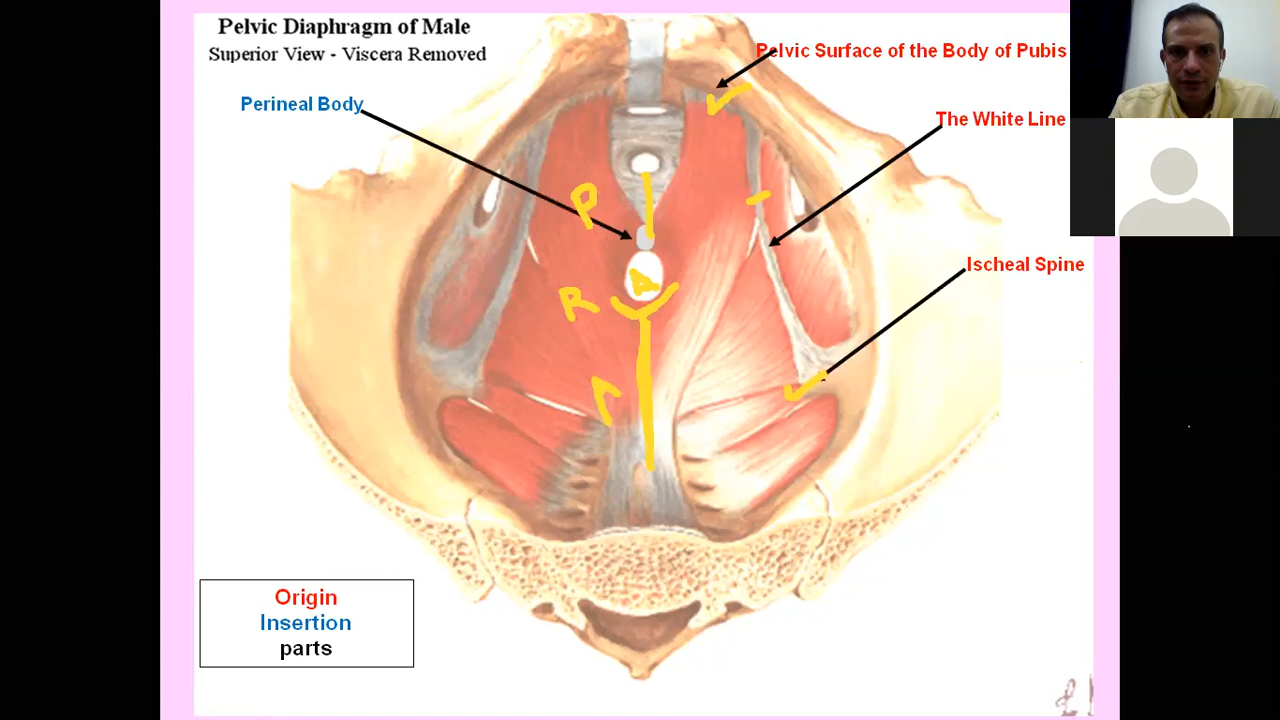 Pelvic Diaphragm of Male
Superior View - Viscera Removed
Pelvic Surface of the Body of Pubis
Perineal Body
The White Line
Ischeal Spine
P
R
A
Origin
Insertion
parts